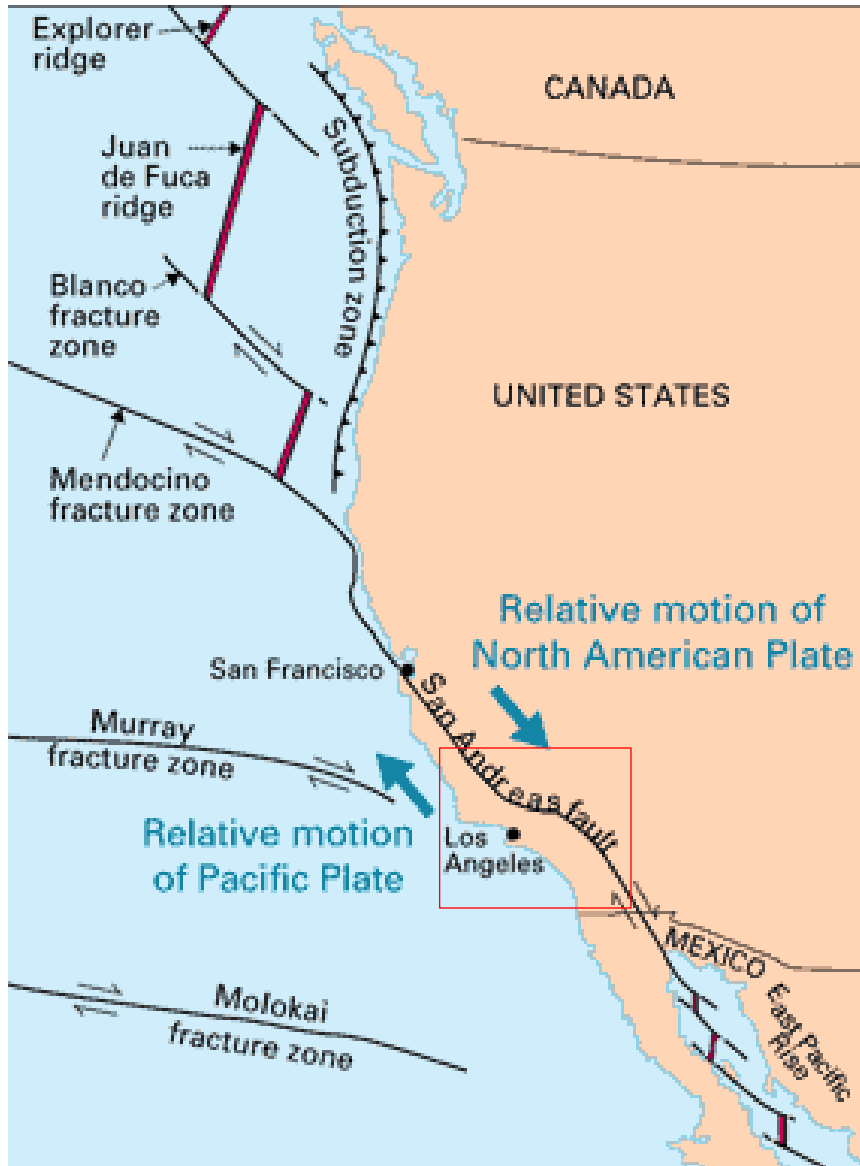 Explorer
ridge
CANADA
Juan
de Fuca
ridge
Subduction zone
Blanco
fracture
zone
UNITED STATES
Mendocino
fracture zone
Relative motion of
North American Plate
San Francisco
San Andreas fault
Murray
fracture zone
Relative motion
of Pacific Plate
Los
Angeles
MEXICO
East Pacific
Rise
Molokai
fracture zone